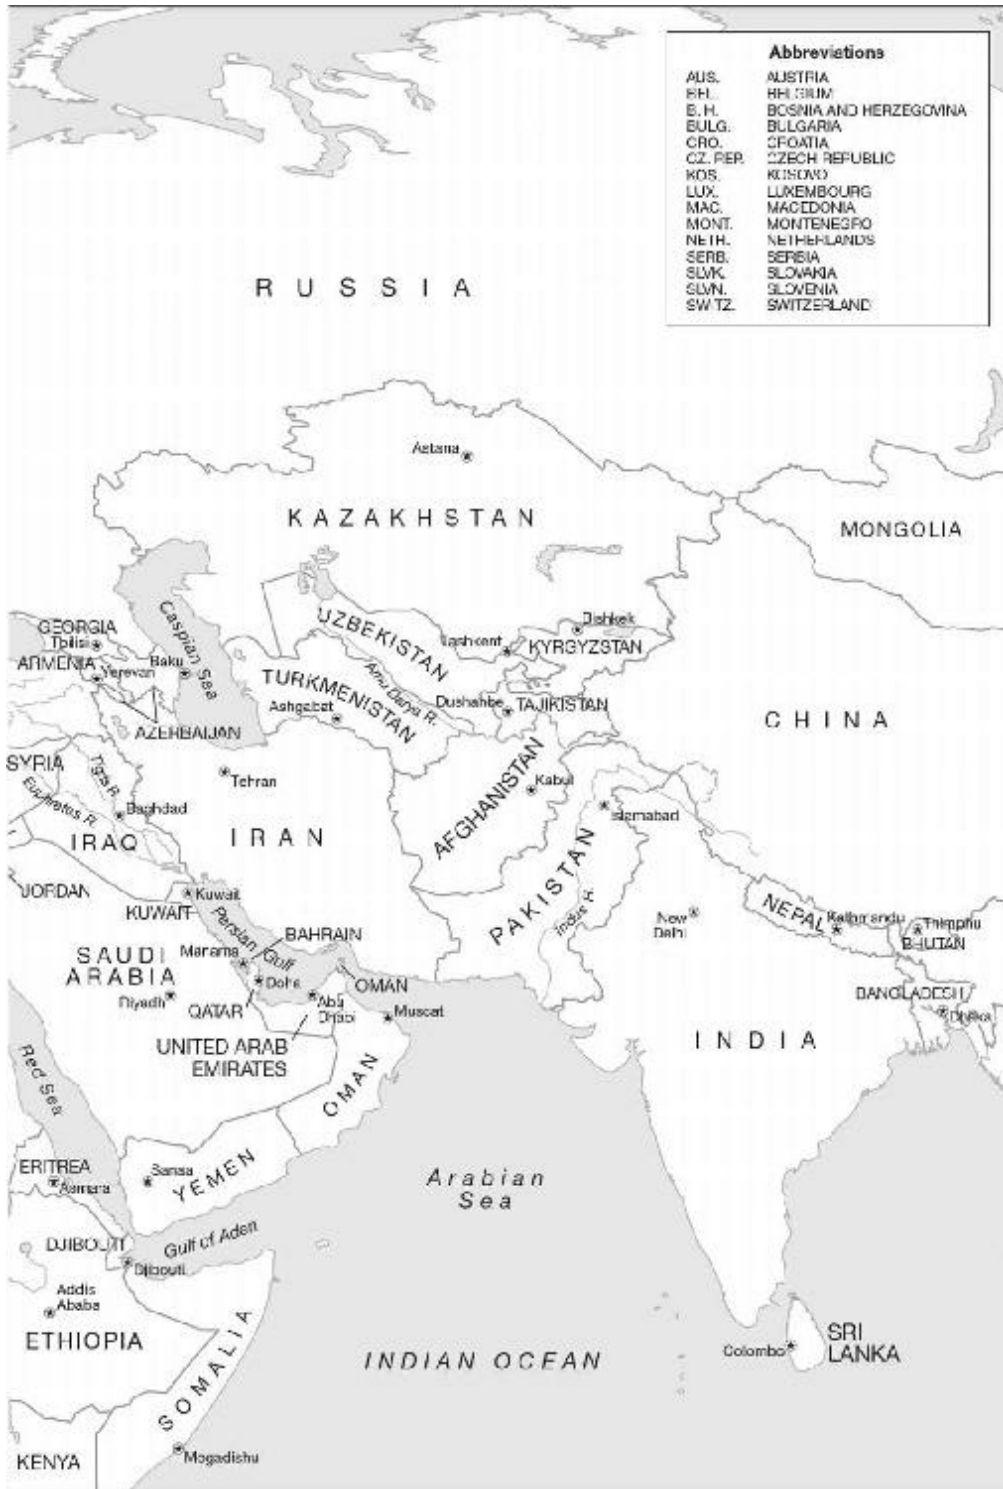 Abbreviations
AUS. AUSTRIA
BEL. BELGIUM
B. H. BOSNIA AND HERZEGOVINA
BULG. BULGARIA
CRO. CROATIA
CZ. REP. CZECH REPUBLIC
KOS. KOSOVO
LUX. LUXEMBOURG
MAC. MACEDONIA
MONT. MONTENEGRO
NETH. NETHERLANDS
SERB. SERBIA
SLVK. SLOVAKIA
SLVN. SLOVENIA
SWITZ. SWITZERLAND
RUSSIA
Astana
KAZAKHSTAN
MONGOLIA
Caspian Sea
GEORGIA
Tbilisi
ARMENIA
Yerevan
Baku
AZERBAIJAN
UZBEKISTAN
Tashkent
Bishkek
KYRGYZSTAN
TURKMENISTAN
Ashgabat
Amu Darya R.
Dushanbe
TAJIKISTAN
CHINA
SYRIA
Tigris R.
Euphrates R.
Baghdad
IRAQ
Tehran
IRAN
AFGHANISTAN
Kabul
Islamabad
PAKISTAN
Indus R.
JORDAN
Kuwait
KUWAIT
Persian Gulf
BAHRAIN
Manama
SAUDI
ARABIA
Riyadh
Doha
QATAR
Abu
Dhabi
OMAN
Muscat
UNITED ARAB
EMIRATES
OMAN
New
Delhi
NEPAL
Kathmandu
Thimphu
BHUTAN
BANGLADESH
Dhaka
INDIA
Red Sea
ERITREA
Asmara
Sanaa
YEMEN
Arabian
Sea
DJIBOUTI
Djibouti
Gulf of Aden
Addis
Ababa
ETHIOPIA
SOMALIA
INDIAN OCEAN
Colombo
SRI
LANKA
KENYA
Mogadishu